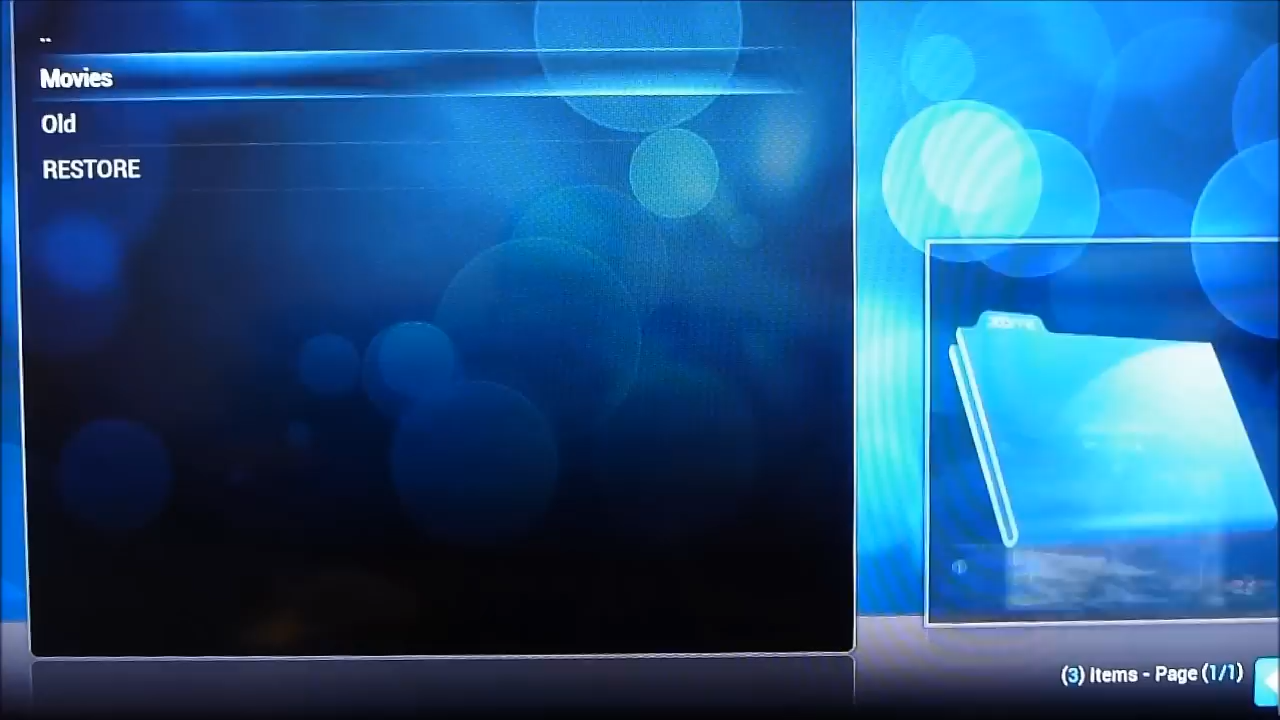 ..
Movies
Old
RESTORE
(3) Items - Page (1/1)